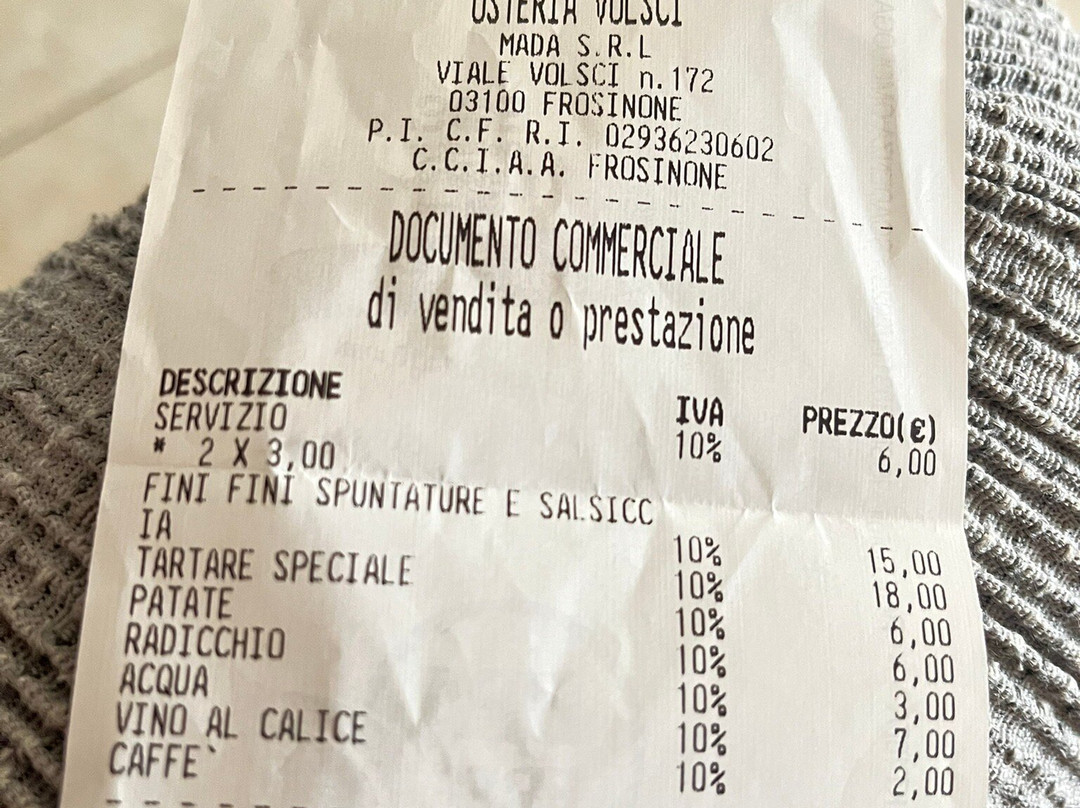 OSTERIA VOLSCI
MADA S.R.L
VIALE VOLSCI n.172
03100 FROSINONE
P.I. C.F. R.I. 02936230602
C.C.I.A.A. FROSINONE
DOCUMENTO COMMERCIALE
di vendita o prestazione
DESCRIZIONE IVA PREZZO(€)
SERVIZIO 10% 6,00
* 2 X 3,00
FINI FINI SPUNTATURE E SALSICC
IA 10% 15,00
TARTARE SPECIALE 10% 18,00
PATATE 10% 6,00
RADICCHIO 10% 6,00
ACQUA 10% 3,00
VINO AL CALICE 10% 7,00
CAFFE` 10% 2,00